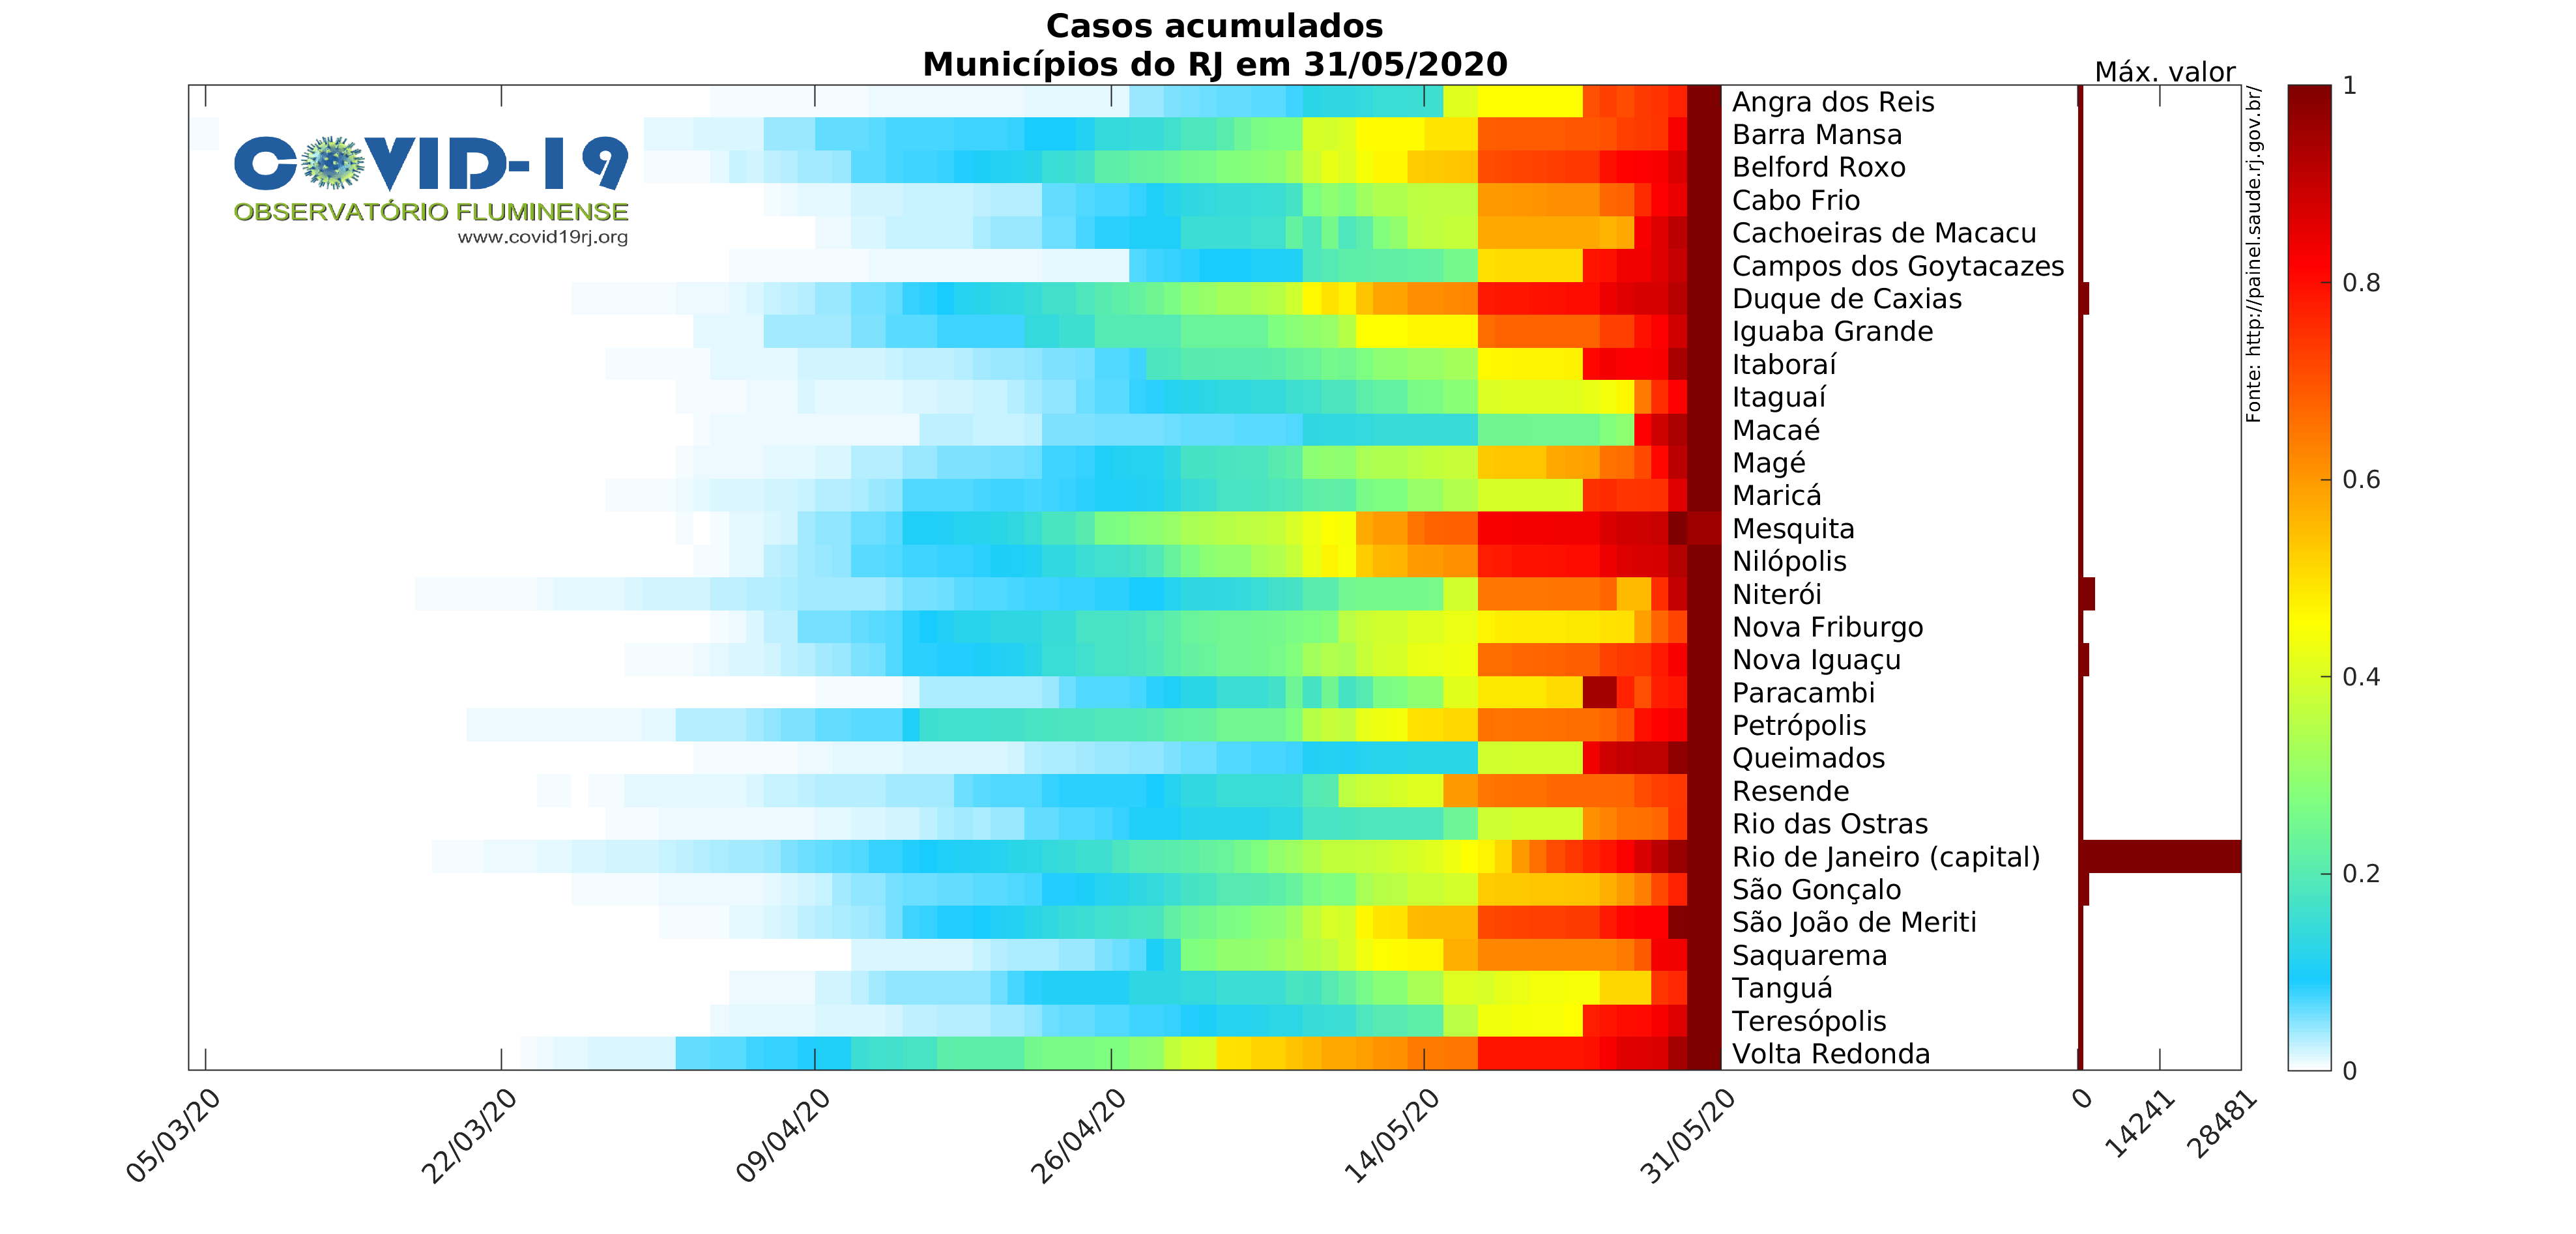 Casos acumulados
Municípios do RJ em 31/05/2020
COVID-19
OBSERVATÓRIO FLUMINENSE
www.covid19rj.org
Máx. valor
Angra dos Reis
Barra Mansa
Belford Roxo
Cabo Frio
Cachoeiras de Macacu
Campos dos Goytacazes
Duque de Caxias
Iguaba Grande
Itaboraí
Itaguaí
Macaé
Magé
Maricá
Mesquita
Nilópolis
Niterói
Nova Friburgo
Nova Iguaçu
Paracambi
Petrópolis
Queimados
Resende
Rio das Ostras
Rio de Janeiro (capital)
São Gonçalo
São João de Meriti
Saquarema
Tanguá
Teresópolis
Volta Redonda
Fonte: http://painel.saude.rj.gov.br/
1
0.8
0.6
0.4
0.2
0
05/03/20
22/03/20
09/04/20
26/04/20
14/05/20
31/05/20
0
14241
28481